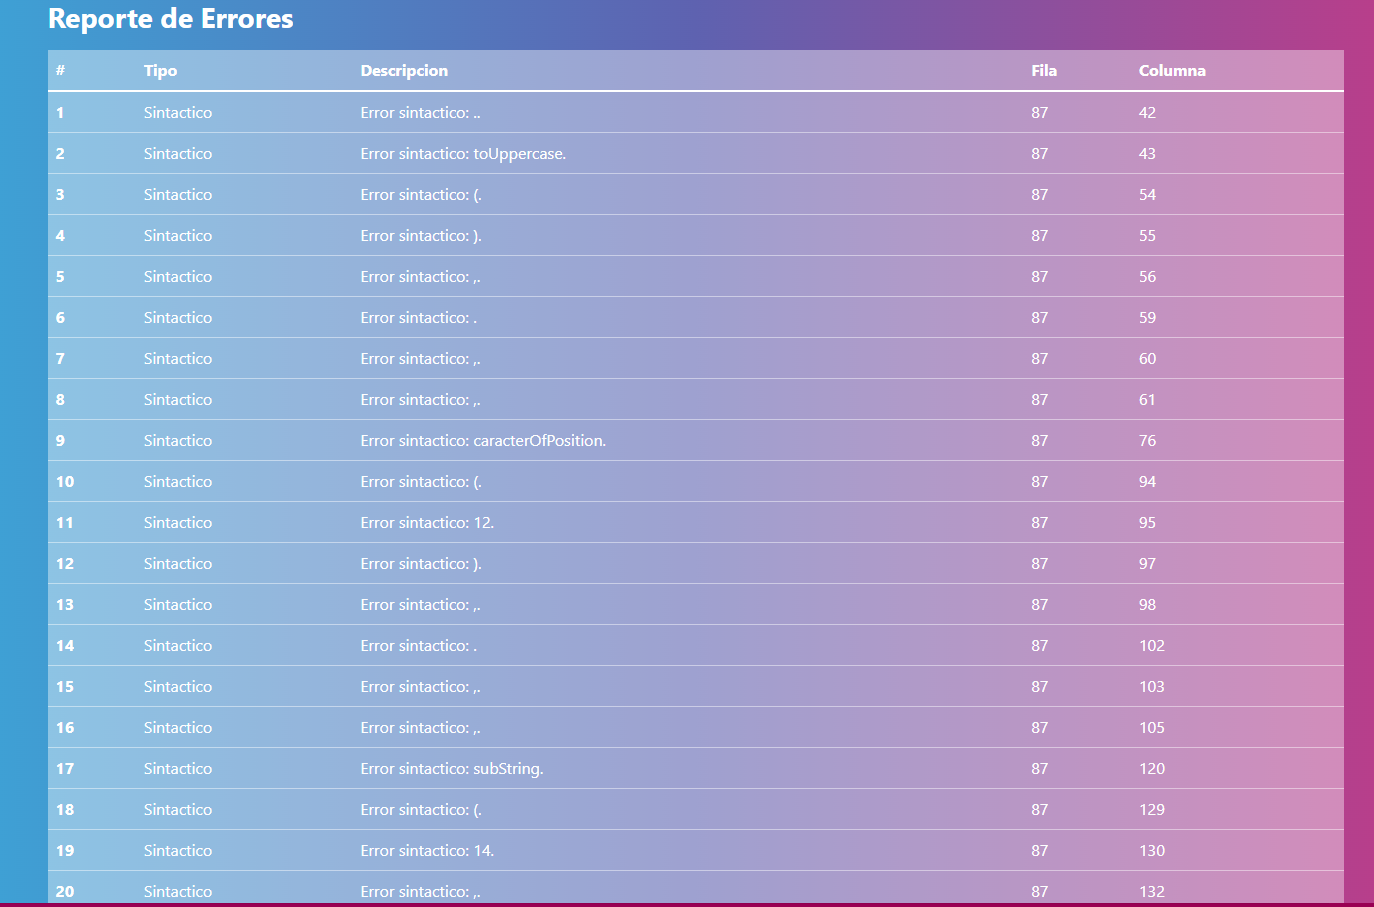 Reporte de Errores
# Tipo Descripcion Fila Columna
1 Sintactico Error sintactico: .. 87 42
2 Sintactico Error sintactico: toUppercase. 87 43
3 Sintactico Error sintactico: (. 87 54
4 Sintactico Error sintactico: ). 87 55
5 Sintactico Error sintactico: ,. 87 56
6 Sintactico Error sintactico: . 87 59
7 Sintactico Error sintactico: ,. 87 60
8 Sintactico Error sintactico: ,. 87 61
9 Sintactico Error sintactico: caracterOfPosition. 87 76
10 Sintactico Error sintactico: (. 87 94
11 Sintactico Error sintactico: 12. 87 95
12 Sintactico Error sintactico: ). 87 97
13 Sintactico Error sintactico: ,. 87 98
14 Sintactico Error sintactico: . 87 102
15 Sintactico Error sintactico: ,. 87 103
16 Sintactico Error sintactico: ,. 87 105
17 Sintactico Error sintactico: subString. 87 120
18 Sintactico Error sintactico: (. 87 129
19 Sintactico Error sintactico: 14. 87 130
20 Sintactico Error sintactico: ,. 87 132